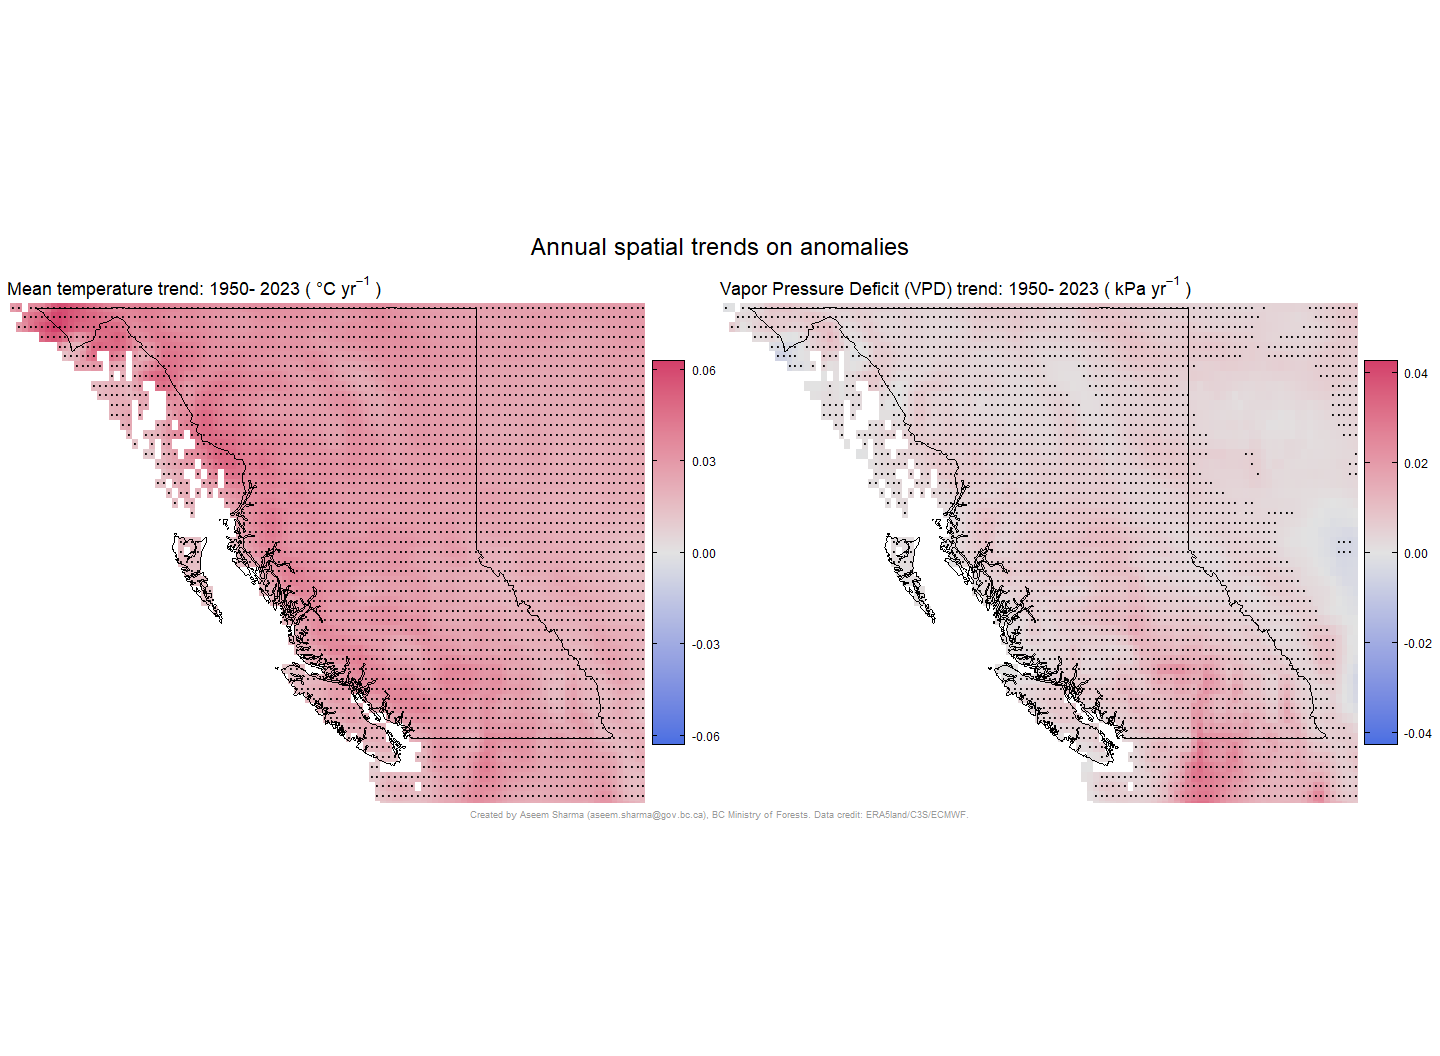 Annual spatial trends on anomalies
Mean temperature trend: 1950- 2023 ( °C yr⁻¹ )
Vapor Pressure Deficit (VPD) trend: 1950- 2023 ( kPa yr⁻¹ )
0.06
0.03
0.00
-0.03
-0.06
0.04
0.02
0.00
-0.02
-0.04
Created by Aseem Sharma (aseem.sharma@gov.bc.ca), BC Ministry of Forests. Data credit: ERA5land/C3S/ECMWF.